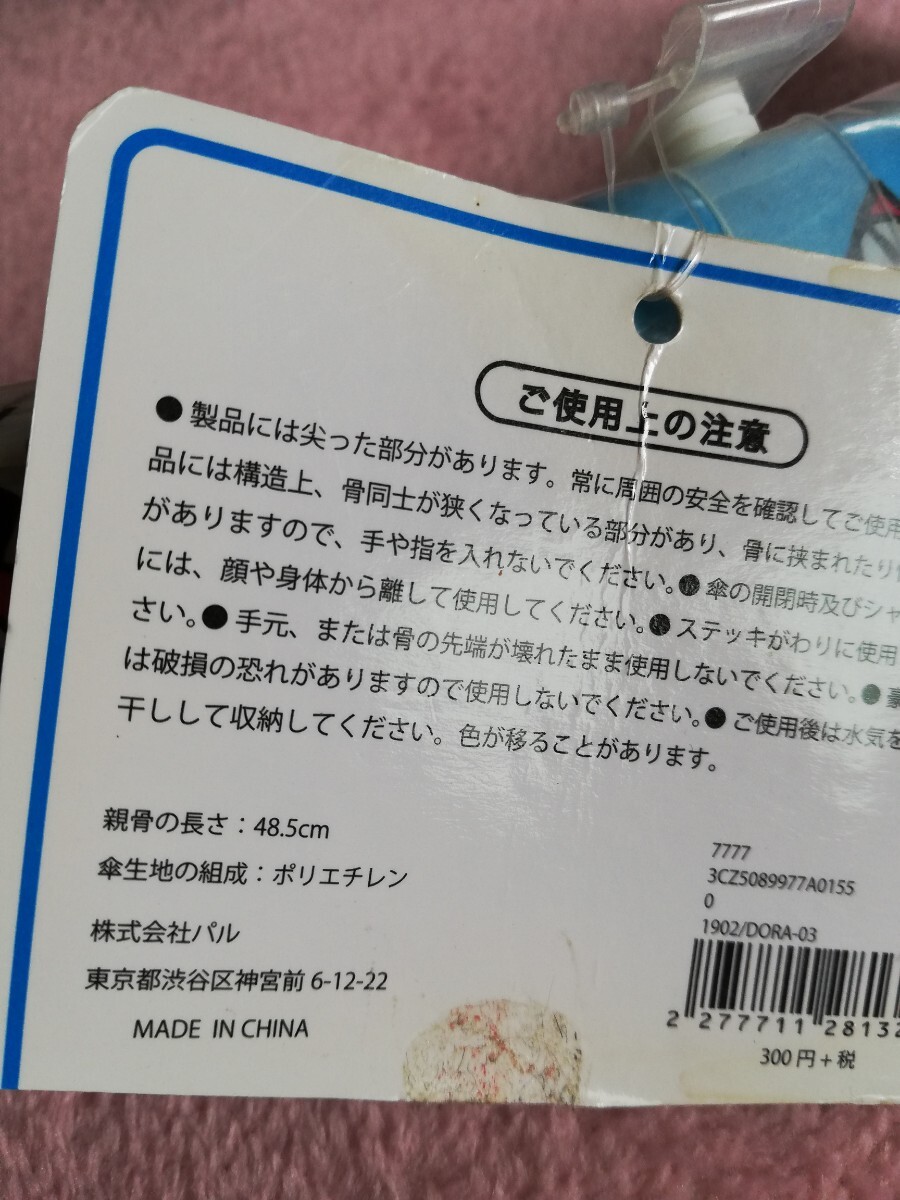 ご使用上の注意
●製品には尖った部分があります。常に周囲の安全を確認してご使用
品には構造上、骨同士が狭くなっている部分があり、骨に挟まれたり
がありますので、手や指を入れないでください。●傘の開閉時及びシャ
には、顔や身体から離して使用してください。●ステッキがわりに使用
さい。●手元、または骨の先端が壊れたまま使用しないでください。●
は破損の恐れがありますので使用しないでください。●ご使用後は水気を
干しして収納してください。色が移ることがあります。
親骨の長さ：48.5cm
傘生地の組成：ポリエチレン
株式会社パル
東京都渋谷区神宮前 6-12-22
MADE IN CHINA
7777
3CZ5089977A0155
0
1902/DORA-03
2 277711 28132
300円+税